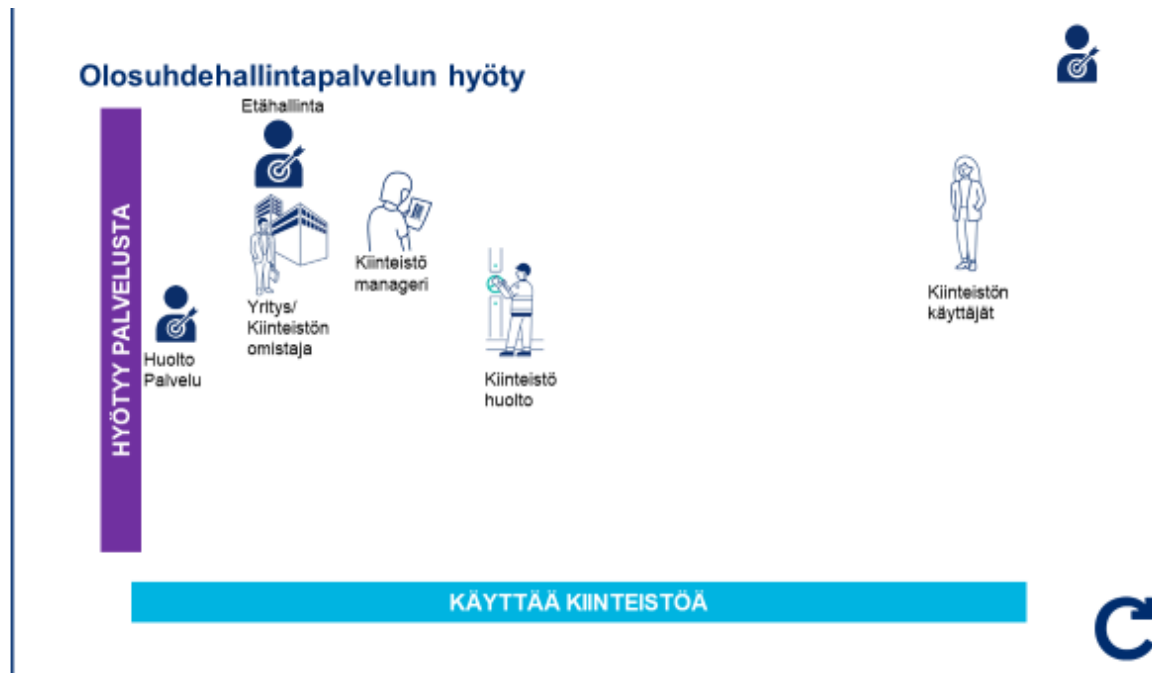 Olosuhdehallintapalvelun hyöty
Etähallinta
HYÖTYY PALVELUSTA
Huolto
Palvelu
Yritys/
Kiinteistön
omistaja
Kiinteistö
manageri
Kiinteistö
huolto
Kiinteistön
käyttäjät
KÄYTTÄÄ KIINTEISTÖÄ